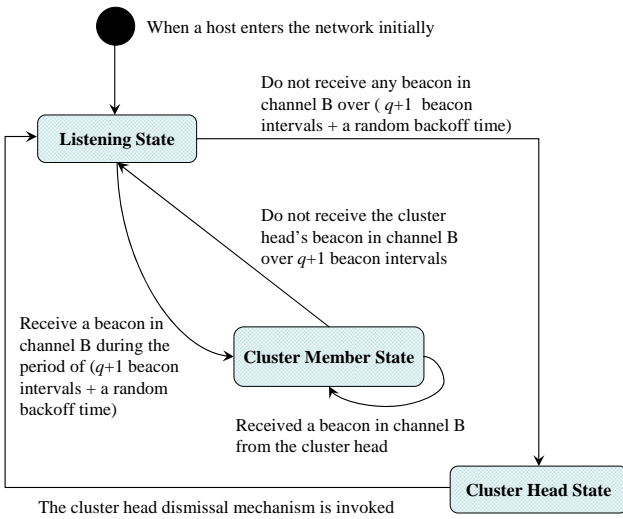 When a host enters the network initially
Do not receive any beacon in
channel B over ( q+1 beacon
intervals + a random backoff time)
Listening State
Do not receive the cluster
head's beacon in channel B
over q+1 beacon intervals
Receive a beacon in
channel B during the
period of (q+1 beacon
intervals + a random
backoff time)
Cluster Member State
Received a beacon in channel B
from the cluster head
Cluster Head State
The cluster head dismissal mechanism is invoked